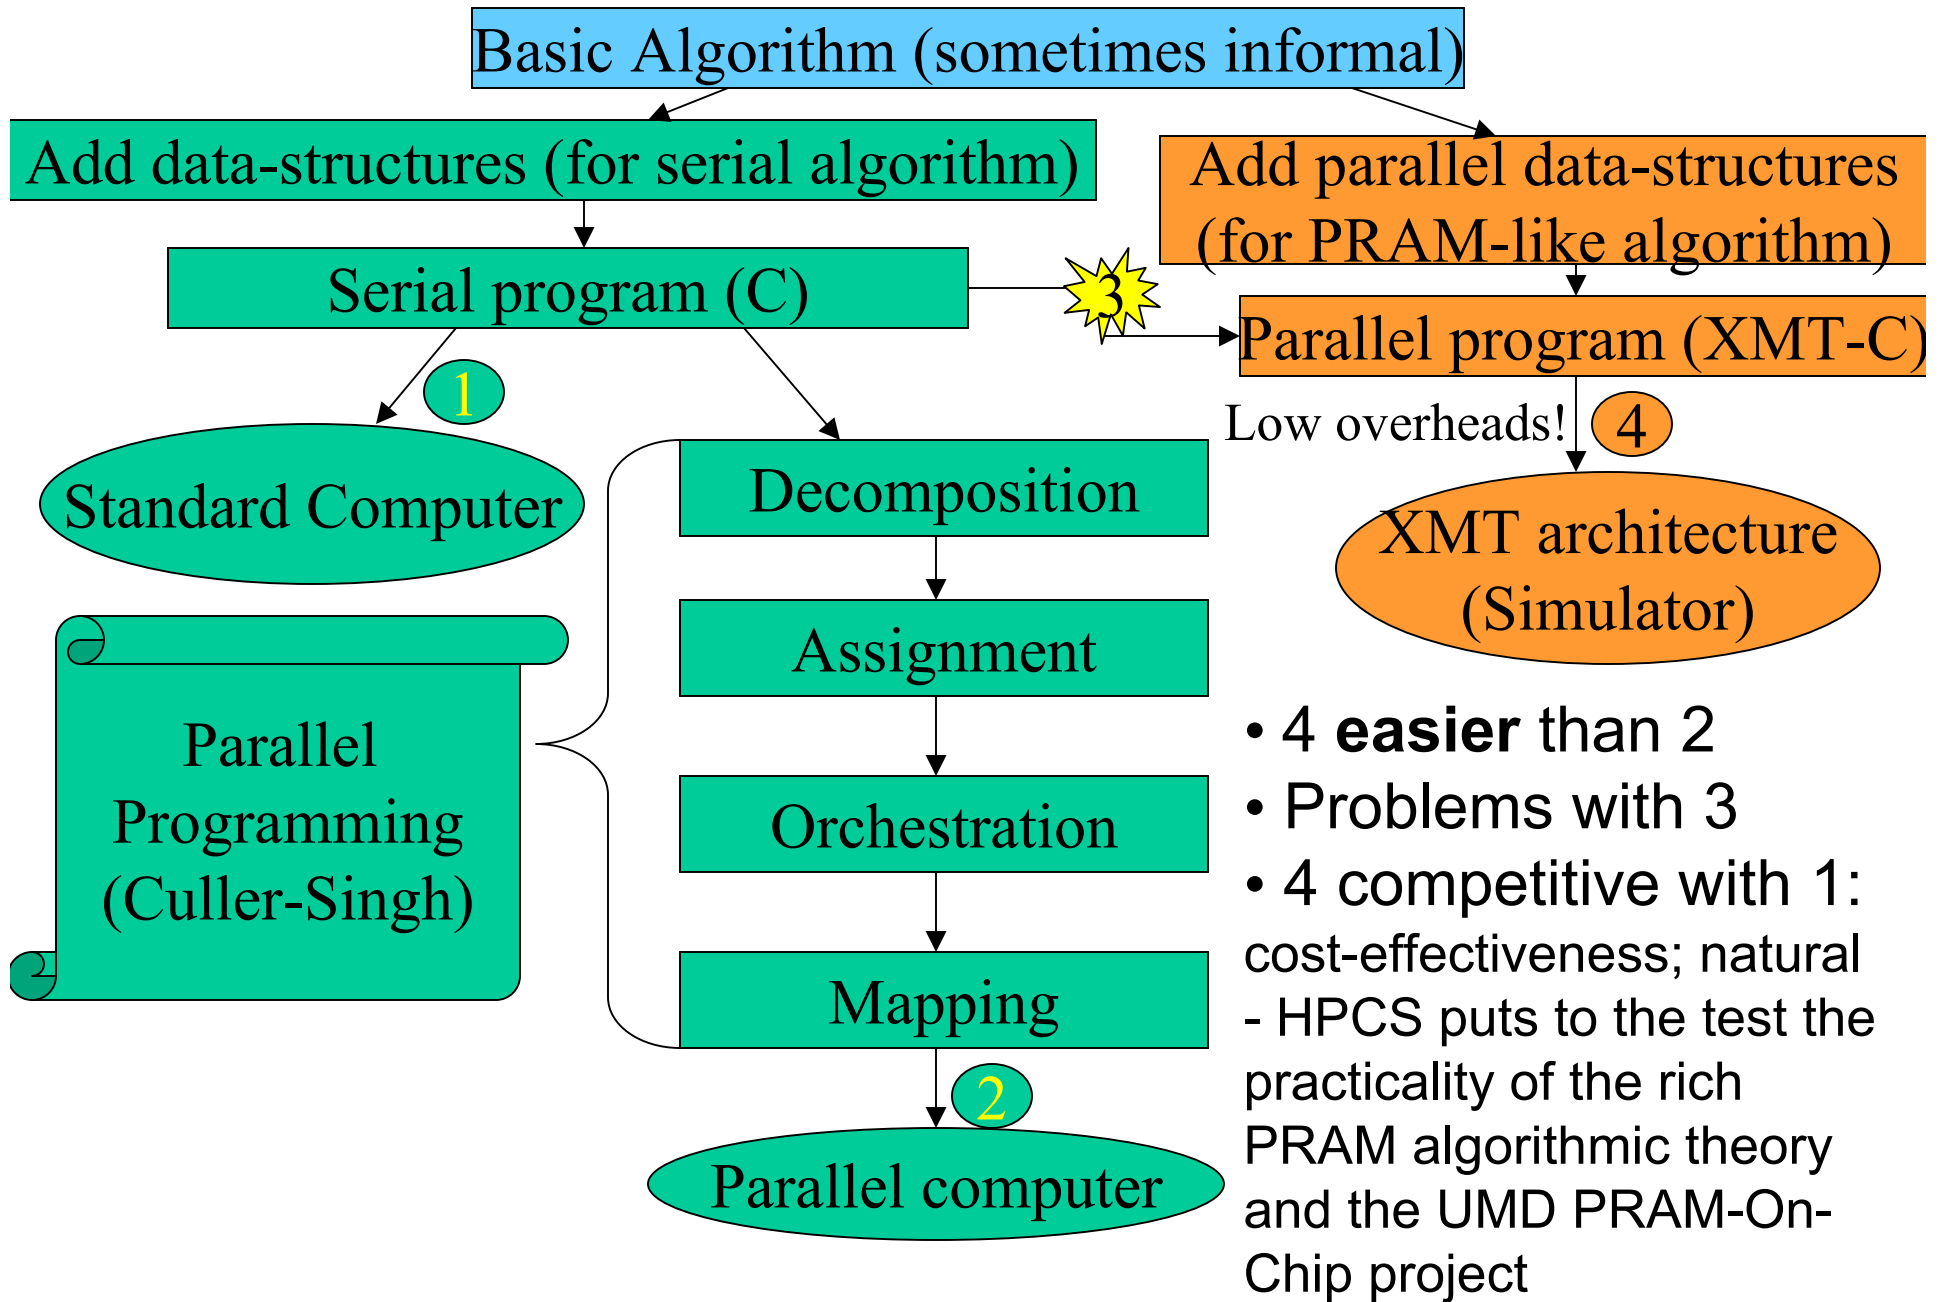 Basic Algorithm (sometimes informal)
Add data-structures (for serial algorithm)
Add parallel data-structures
(for PRAM-like algorithm)
Serial program (C)
3
Parallel program (XMT-C)
1
Low overheads!
4
Standard Computer
Decomposition
XMT architecture
(Simulator)
Assignment
Parallel
Programming
(Culler-Singh)
Orchestration
Mapping
2
Parallel computer
• 4 easier than 2
• Problems with 3
• 4 competitive with 1:
cost-effectiveness; natural
- HPCS puts to the test the
practicality of the rich
PRAM algorithmic theory
and the UMD PRAM-On-
Chip project